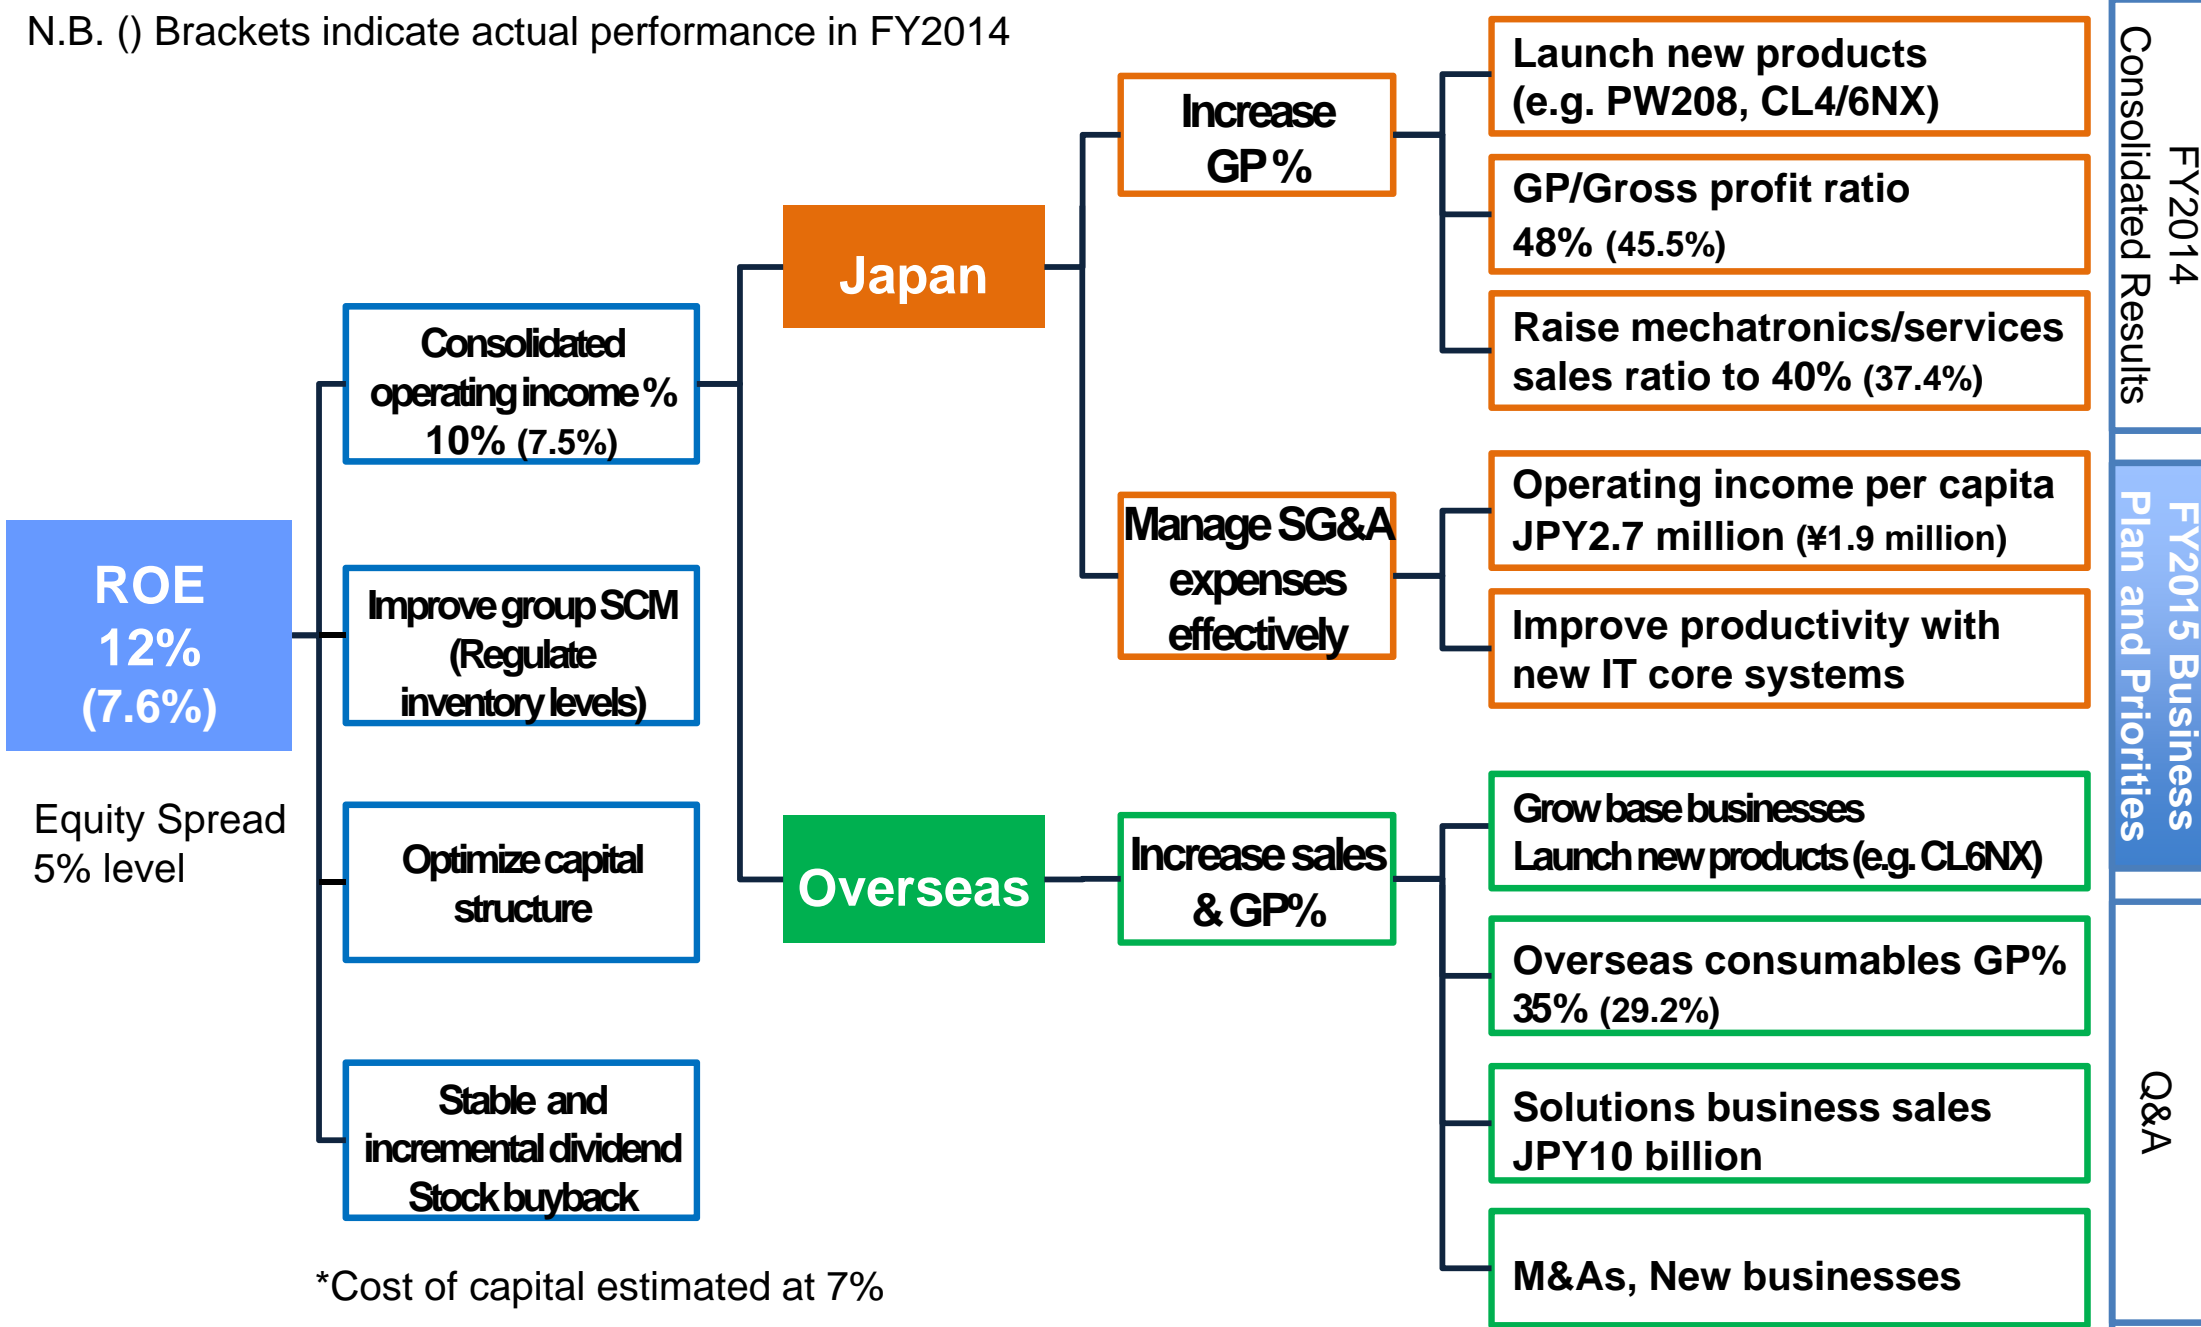 N.B. () Brackets indicate actual performance in FY2014
ROE
12%
(7.6%)
Equity Spread
5% level
Consolidated
operating income %
10% (7.5%)
Improve group SCM
(Regulate
inventory levels)
Optimize capital
structure
Stable and
incremental dividend
Stock buyback
*Cost of capital estimated at 7%
Japan
Overseas
Increase
GP %
Manage SG&A
expenses
effectively
Increase sales
& GP%
Launch new products
(e.g. PW208, CL4/6NX)
GP/Gross profit ratio
48% (45.5%)
Raise mechatronics/services
sales ratio to 40% (37.4%)
Operating income per capita
JPY2.7 million (¥1.9 million)
Improve productivity with
new IT core systems
Grow base businesses
Launch new products (e.g. CL6NX)
Overseas consumables GP%
35% (29.2%)
Solutions business sales
JPY10 billion
M&As, New businesses
FY2014
Consolidated Results
FY2015 Business
Plan and Priorities
Q&A